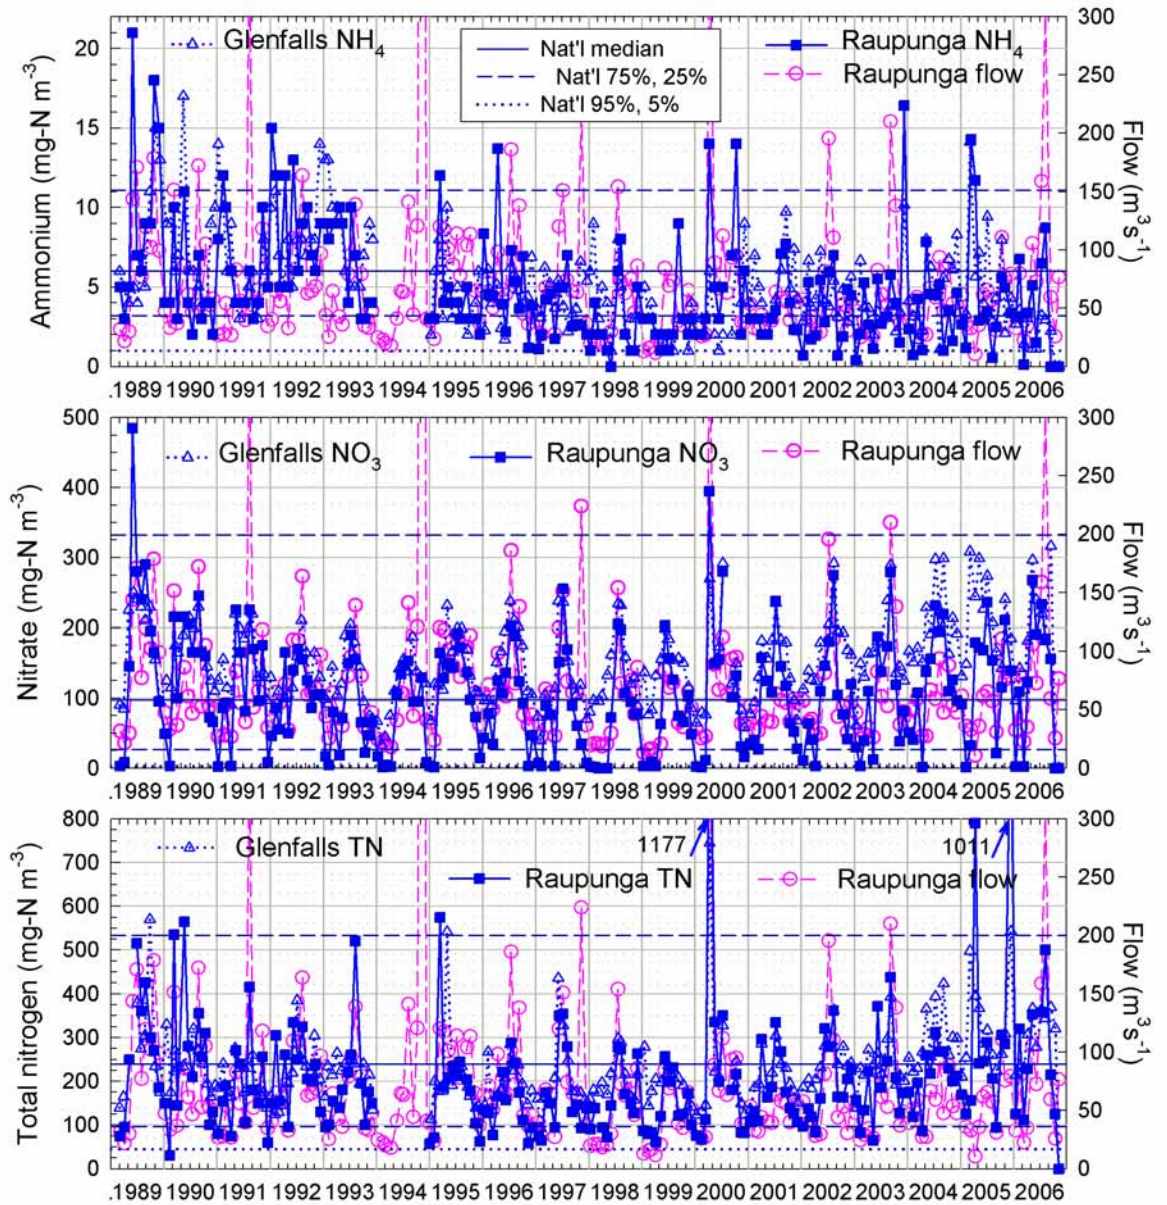 Glenfalls NH4
Nat'l median
Nat'l 75%, 25%
Nat'l 95%, 5%
Raupunga NH4
Raupunga flow
Ammonium (mg-N m-3)
20
15
10
5
0
300
250
200
150
100
50
0
Flow (m3 s-1)
.1989 1990 1991 1992 1993 1994 1995 1996 1997 1998 1999 2000 2001 2002 2003 2004 2005 2006
Glenfalls NO3
Raupunga NO3
Raupunga flow
Nitrate (mg-N m-3)
500
400
300
200
100
0
300
250
200
150
100
50
0
Flow (m3 s-1)
.1989 1990 1991 1992 1993 1994 1995 1996 1997 1998 1999 2000 2001 2002 2003 2004 2005 2006
Glenfalls TN
1177
1011
Raupunga TN
Raupunga flow
Total nitrogen (mg-N m-3)
800
700
600
500
400
300
200
100
0
300
250
200
150
100
50
0
Flow (m3 s-1)
.1989 1990 1991 1992 1993 1994 1995 1996 1997 1998 1999 2000 2001 2002 2003 2004 2005 2006